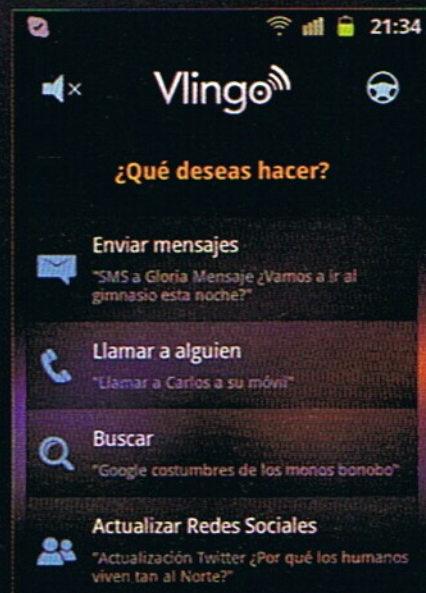 21:34
Vlingo
¿Qué deseas hacer?
Enviar mensajes
"SMS a Gloria Mensaje ¿Vamos a ir al
gimnasio esta noche?"
Llamar a alguien
"Llamar a Carlos a su móvil"
Buscar
"Google costumbres de los monos bonobo"
Actualizar Redes Sociales
"Actualización Twitter ¿Por qué los humanos
viven tan al Norte?"